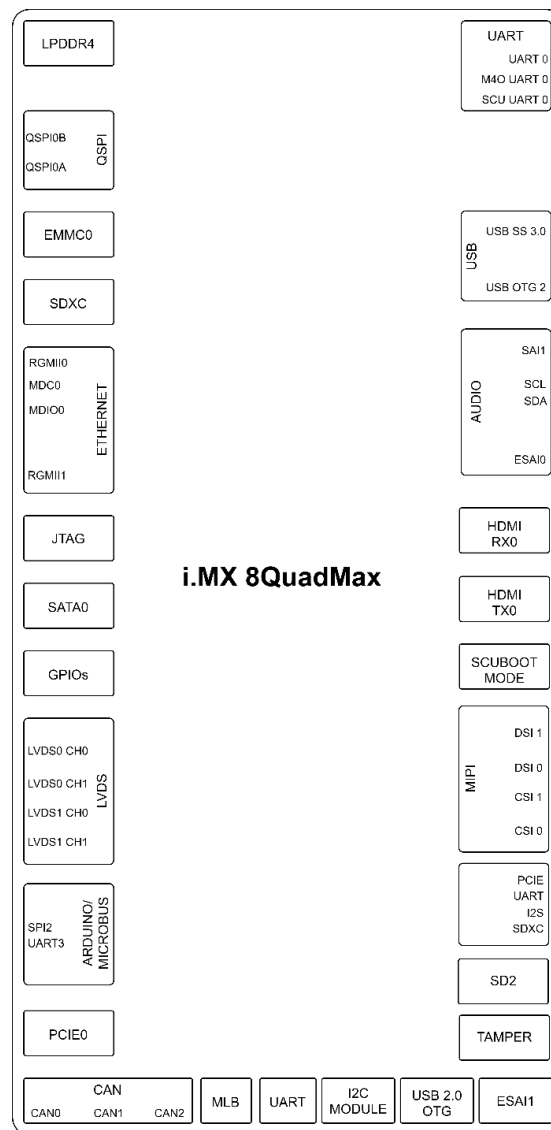 LPDDR4
QSPI0B
QSPI0A
QSPI
EMMC0
SDXC
RGMII0
MDC0
MDIO0
RGMII1
ETHERNET
JTAG
SATA0
GPIOs
LVDS0 CH0
LVDS0 CH1
LVDS1 CH0
LVDS1 CH1
LVDS
SPI2
UART3
ARDUINO/
MICROBUS
PCIE0
i.MX 8QuadMax
UART
UART 0
M4O UART 0
SCU UART 0
USB
USB SS 3.0
USB OTG 2
AUDIO
SAI1
SCL
SDA
ESAI0
HDMI
RX0
HDMI
TX0
SCUBOOT
MODE
MIPI
DSI 1
DSI 0
CSI 1
CSI 0
PCIE
UART
I2S
SDXC
SD2
TAMPER
CAN
CAN0 CAN1 CAN2
MLB
UART
I2C
MODULE
USB 2.0
OTG
ESAI1